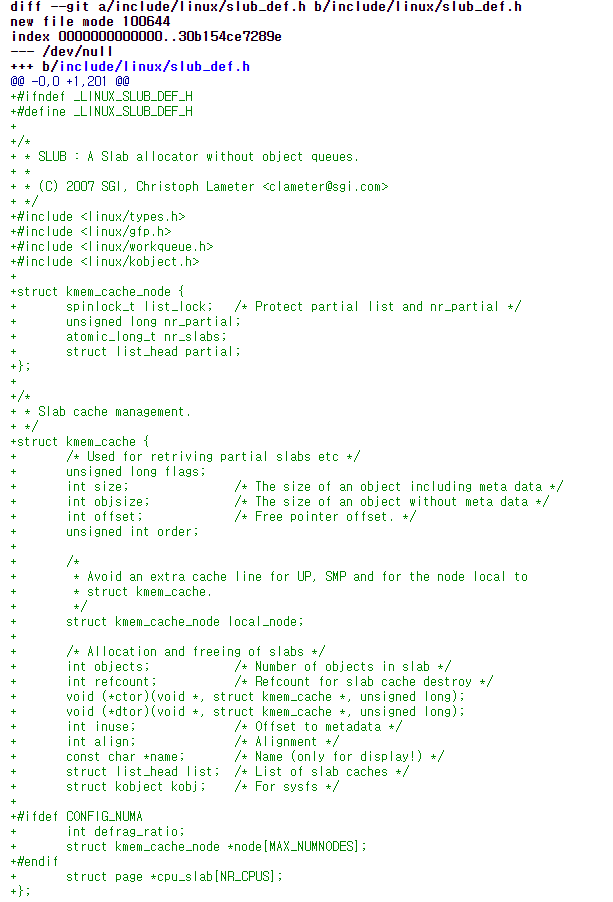 diff --git a/include/linux/slub_def.h b/include/linux/slub_def.h
new file mode 100644
index 0000000000000..30b154ce7289e
--- /dev/null
+++ b/include/linux/slub_def.h
@@ -0,0 +1,201 @@
+#ifndef _LINUX_SLUB_DEF_H
+#define _LINUX_SLUB_DEF_H
+
+/*
+ * SLUB : A Slab allocator without object queues.
+ *
+ * (C) 2007 SGI, Christoph Lameter <clameter@sgi.com>
+ */
+#include <linux/types.h>
+#include <linux/gfp.h>
+#include <linux/workqueue.h>
+#include <linux/kobject.h>
+
+struct kmem_cache_node {
+       spinlock_t list_lock;   /* Protect partial list and nr_partial */
+       unsigned long nr_partial;
+       atomic_long_t nr_slabs;
+       struct list_head partial;
+};
+
+/*
+ * Slab cache management.
+ */
+struct kmem_cache {
+       /* Used for retriving partial slabs etc */
+       unsigned long flags;
+       int size;               /* The size of an object including meta data */
+       int objsize;            /* The size of an object without meta data */
+       int offset;             /* Free pointer offset. */
+       unsigned int order;
+
+       /*
+        * Avoid an extra cache line for UP, SMP and for the node local to
+        * struct kmem_cache.
+        */
+       struct kmem_cache_node local_node;
+
+       /* Allocation and freeing of slabs */
+       int objects;            /* Number of objects in slab */
+       int refcount;           /* Refcount for slab cache destroy */
+       void (*ctor)(void *, struct kmem_cache *, unsigned long);
+       void (*dtor)(void *, struct kmem_cache *, unsigned long);
+       int inuse;              /* Offset to metadata */
+       int align;              /* Alignment */
+       const char *name;       /* Name (only for display!) */
+       struct list_head list;  /* List of slab caches */
+       struct kobject kobj;    /* For sysfs */
+
+#ifdef CONFIG_NUMA
+       int defrag_ratio;
+       struct kmem_cache_node *node[MAX_NUMNODES];
+#endif
+       struct page *cpu_slab[NR_CPUS];
+};